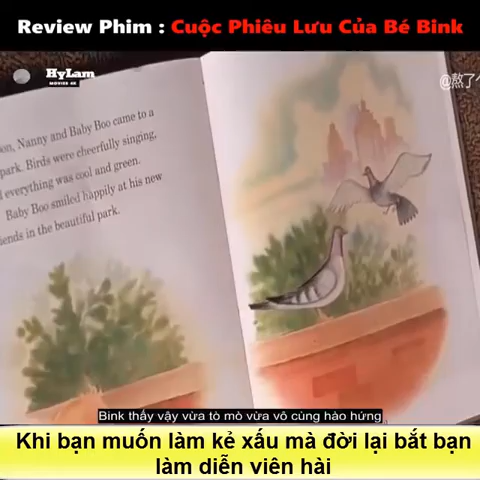 Review Phim : Cuộc Phiêu Lưu Của Bé Bink
HyLam
MOVIES 4K
@熬了个
on, Nanny and Baby Boo came to a
park. Birds were cheerfully singing,
everything was cool and green.
Baby Boo smiled happily at his new
ends in the beautiful park.
Bink thấy vậy vừa tò mò vừa vô cùng hào hứng
Khi bạn muốn làm kẻ xấu mà đời lại bắt bạn
làm diễn viên hài